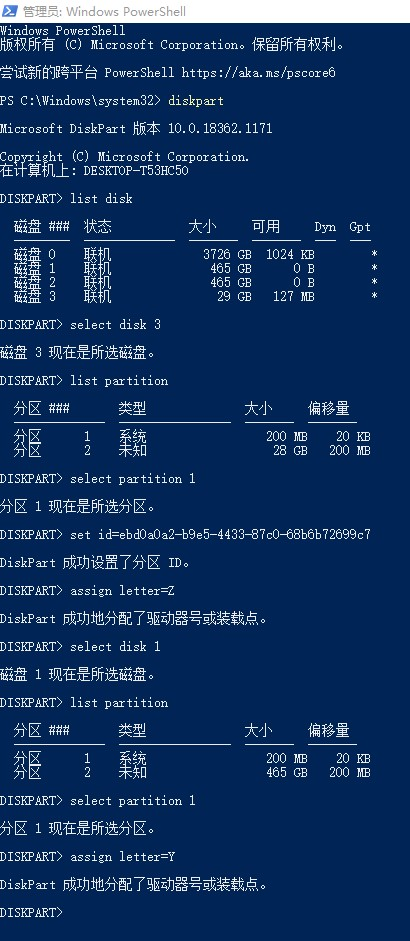 管理员: Windows PowerShell
Windows PowerShell
版权所有 (C) Microsoft Corporation。保留所有权利。
尝试新的跨平台 PowerShell https://aka.ms/pscore6
PS C:\Windows\system32> diskpart
Microsoft DiskPart 版本 10.0.18362.1171
Copyright (C) Microsoft Corporation.
在计算机上: DESKTOP-T53HC50
DISKPART> list disk
磁盘 ### 状态 大小 可用 Dyn Gpt
磁盘 0 联机 3726 GB 1024 KB *
磁盘 1 联机 465 GB 0 B *
磁盘 2 联机 465 GB 0 B *
磁盘 3 联机 29 GB 127 MB *
DISKPART> select disk 3
磁盘 3 现在是所选磁盘。
DISKPART> list partition
分区 ### 类型 大小 偏移量
分区 1 系统 200 MB 20 KB
分区 2 未知 28 GB 200 MB
DISKPART> select partition 1
分区 1 现在是所选分区。
DISKPART> set id=ebd0a0a2-b9e5-4433-87c0-68b6b72699c7
DiskPart 成功设置了分区 ID。
DISKPART> assign letter=Z
DiskPart 成功地分配了驱动器号或装载点。
DISKPART> select disk 1
磁盘 1 现在是所选磁盘。
DISKPART> list partition
分区 ### 类型 大小 偏移量
分区 1 系统 200 MB 20 KB
分区 2 未知 465 GB 200 MB
DISKPART> select partition 1
分区 1 现在是所选分区。
DISKPART> assign letter=Y
DiskPart 成功地分配了驱动器号或装载点。
DISKPART>